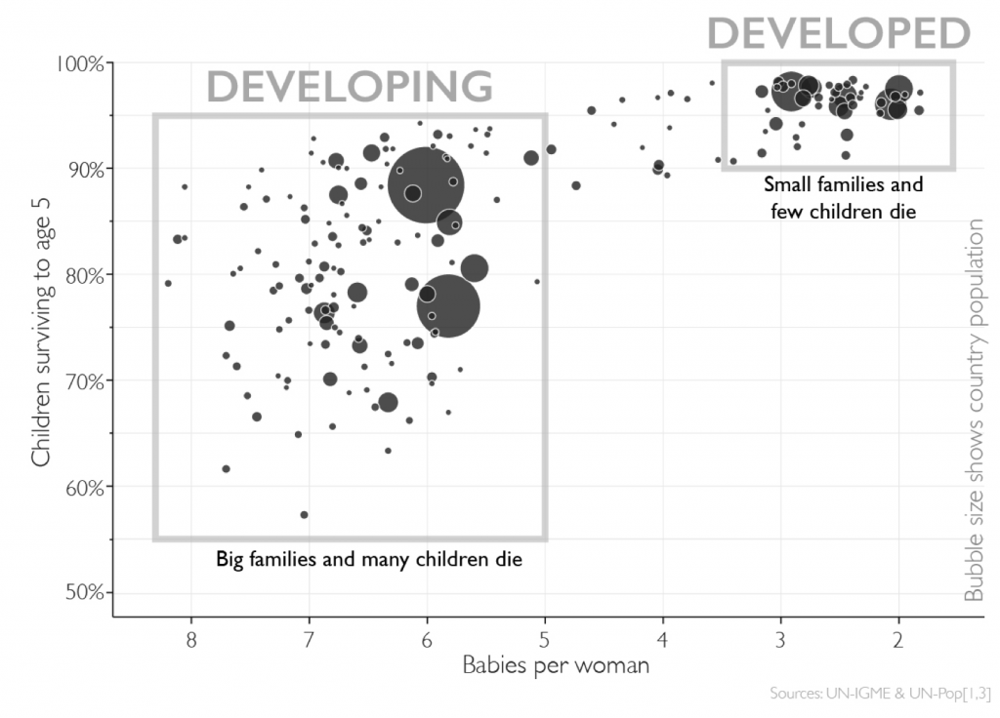 DEVELOPED
DEVELOPING
100%
90%
80%
70%
60%
50%
Children surviving to age 5
Small families and
few children die
Big families and many children die
Bubble size shows country population
8
7
6
5
4
3
2
Babies per woman
Sources: UN-IGME & UN-Pop[1,3]